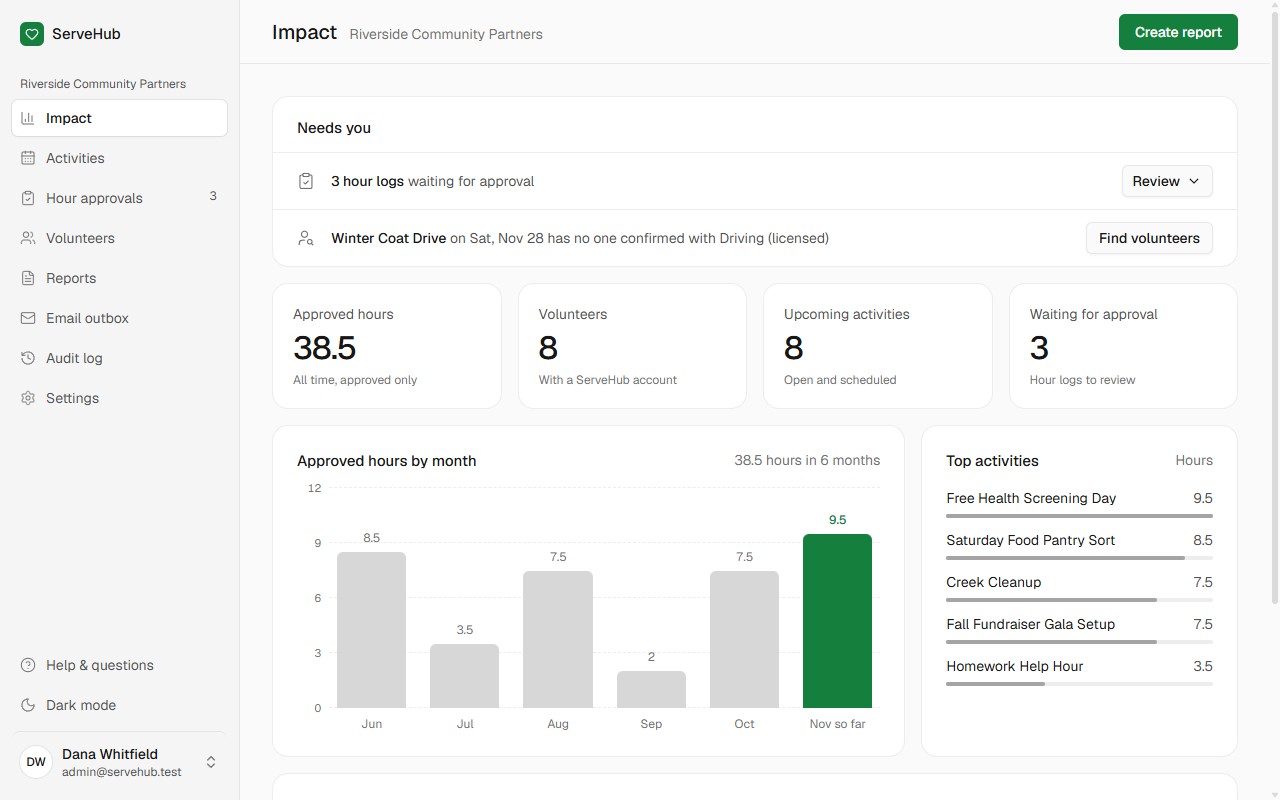 ServeHub
Riverside Community Partners
Impact
Activities
Hour approvals 3
Volunteers
Reports
Email outbox
Audit log
Settings
Help & questions
Dark mode
DW
Dana Whitfield
admin@servehub.test
Impact Riverside Community Partners
Create report
Needs you
3 hour logs waiting for approval
Review
Winter Coat Drive on Sat, Nov 28 has no one confirmed with Driving (licensed)
Find volunteers
Approved hours
38.5
All time, approved only
Volunteers
8
With a ServeHub account
Upcoming activities
8
Open and scheduled
Waiting for approval
3
Hour logs to review
Approved hours by month
38.5 hours in 6 months
12
9
6
3
0
8.5
3.5
7.5
2
7.5
9.5
Jun
Jul
Aug
Sep
Oct
Nov so far
Top activities Hours
Free Health Screening Day 9.5
Saturday Food Pantry Sort 8.5
Creek Cleanup 7.5
Fall Fundraiser Gala Setup 7.5
Homework Help Hour 3.5